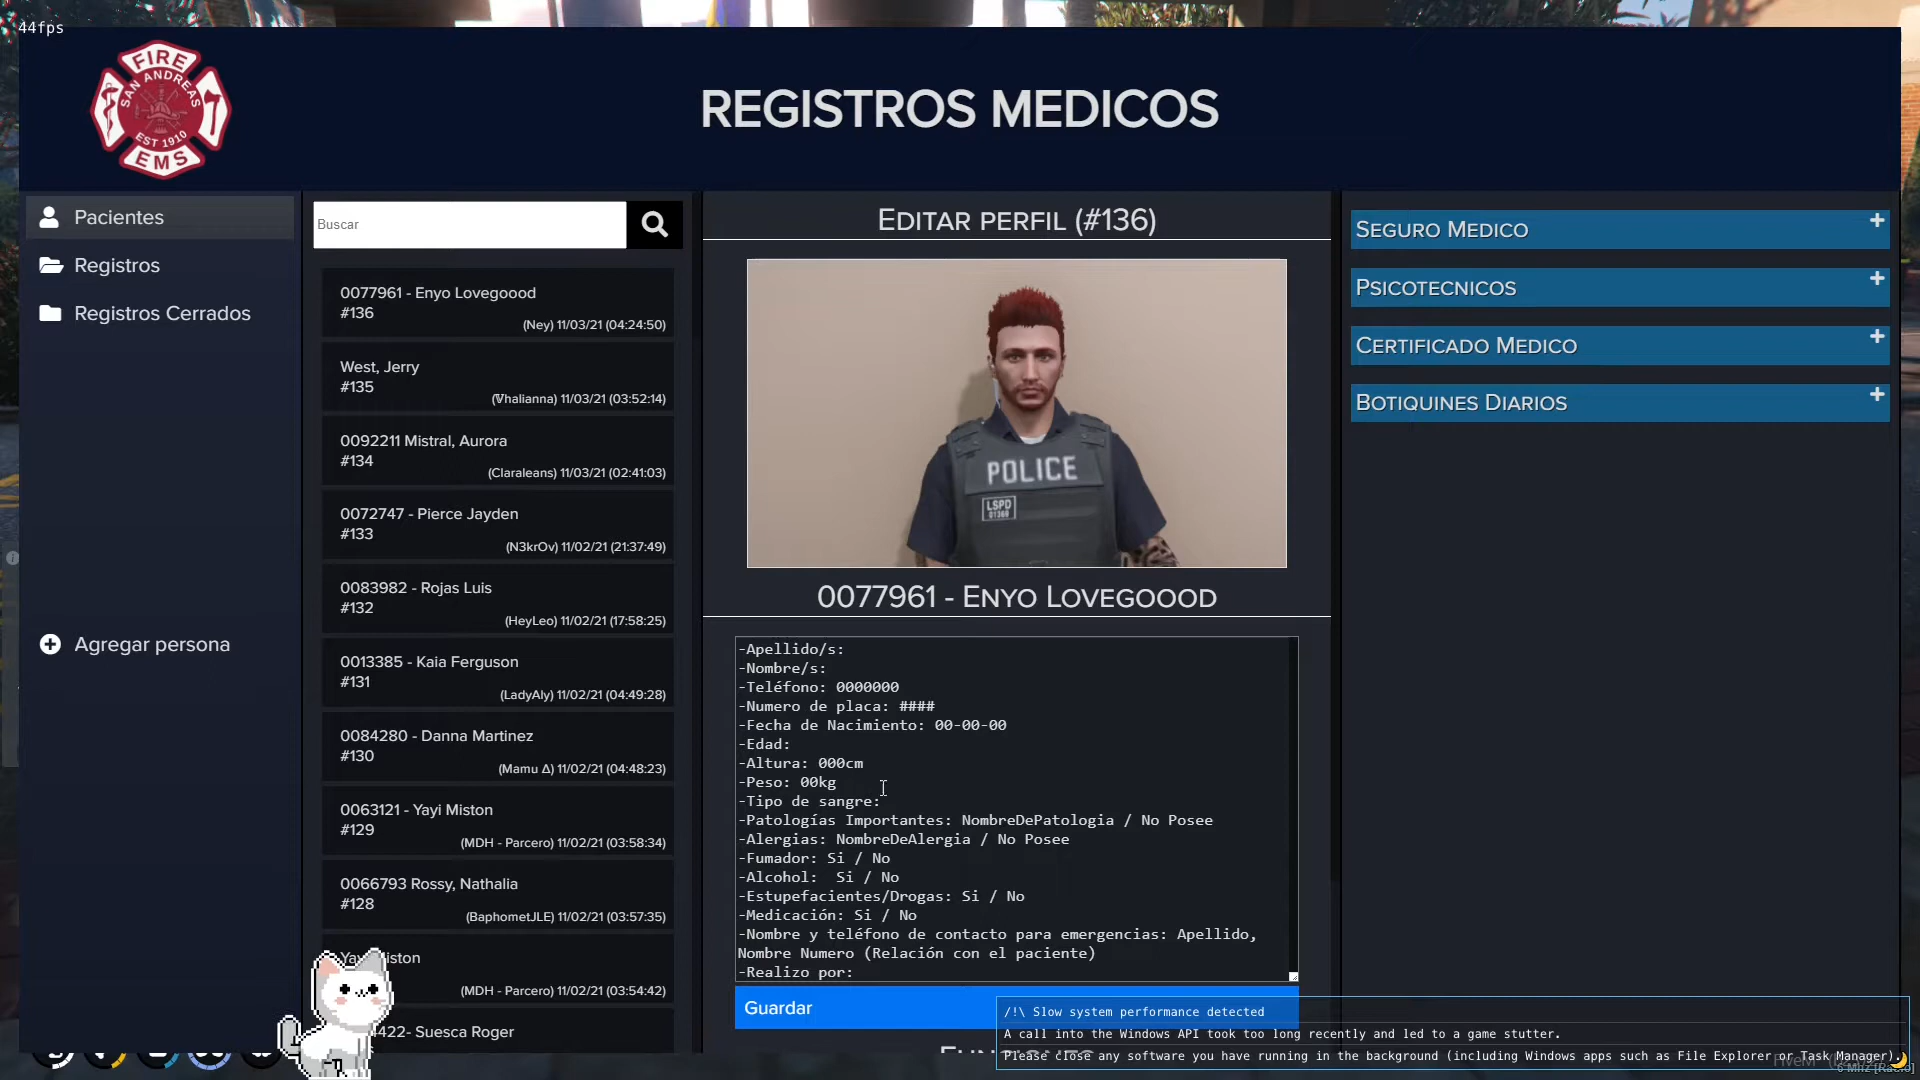 44fps
FIRE
SAN ANDREAS
EST 1910
EMS
REGISTROS MEDICOS
Pacientes
Registros
Registros Cerrados
Agregar persona
Buscar
0077961 - Enyo Lovegoood
#136
(Ney) 11/03/21 (04:24:50)
West, Jerry
#135
(Vhalianna) 11/03/21 (03:52:14)
0092211 Mistral, Aurora
#134
(Claraleans) 11/03/21 (02:41:03)
0072747 - Pierce Jayden
#133
(N3krOv) 11/02/21 (21:37:49)
0083982 - Rojas Luis
#132
(HeyLeo) 11/02/21 (17:58:25)
0013385 - Kaia Ferguson
#131
(LadyAly) 11/02/21 (04:49:28)
0084280 - Danna Martinez
#130
(Mamu Δ) 11/02/21 (04:48:23)
0063121 - Yayi Miston
#129
(MDH - Parcero) 11/02/21 (03:58:34)
0066793 Rossy, Nathalia
#128
(BaphometJLE) 11/02/21 (03:57:35)
(MDH - Parcero) 11/02/21 (03:54:42)
422- Suesca Roger
Editar perfil (#136)
POLICE
LSPD
01369
0077961 - Enyo Lovegoood
-Apellido/s:
-Nombre/s:
-Teléfono: 0000000
-Numero de placa: ####
-Fecha de Nacimiento: 00-00-00
-Edad:
-Altura: 000cm
-Peso: 00kg
-Tipo de sangre:
-Patologías Importantes: NombreDePatologia / No Posee
-Alergias: NombreDeAlergia / No Posee
-Fumador: Si / No
-Alcohol:  Si / No
-Estupefacientes/Drogas: Si / No
-Medicación: Si / No
-Nombre y teléfono de contacto para emergencias: Apellido,
Nombre Numero (Relación con el paciente)
-Realizo por:
Guardar
Seguro Medico
Psicotecnicos
Certificado Medico
Botiquines Diarios
/!\ Slow system performance detected
A call into the Windows API took too long recently and led to a game stutter.
Please close any software you have running in the background (including Windows apps such as File Explorer or Task Manager).